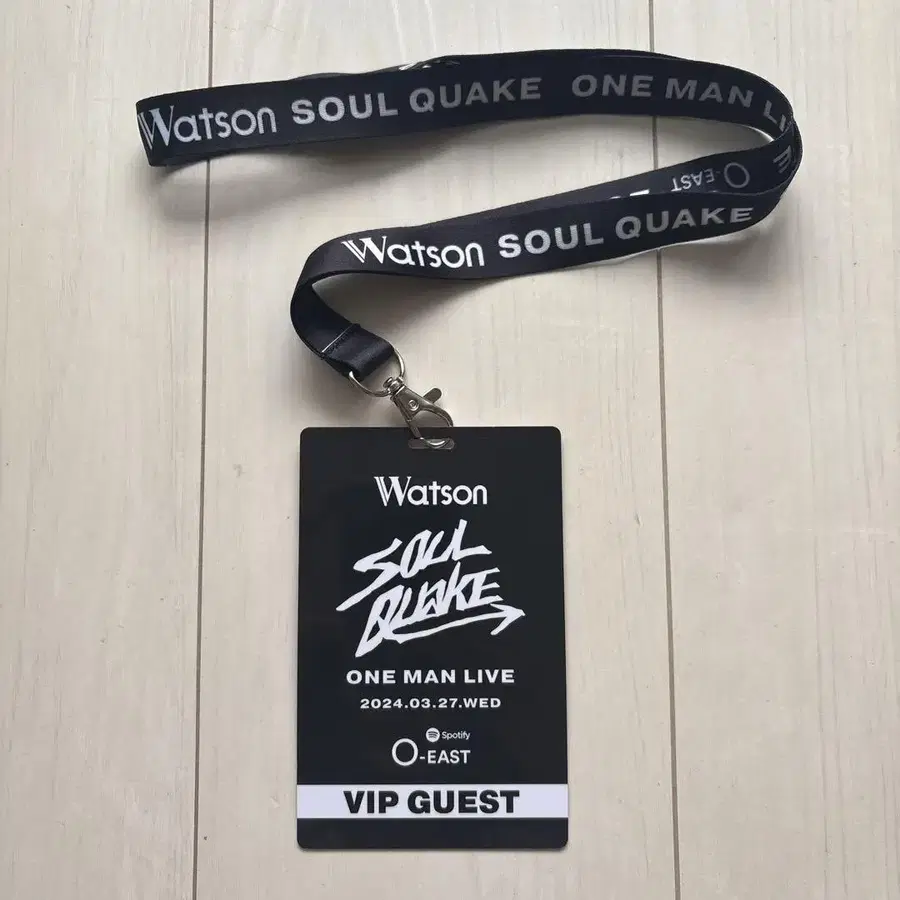 Watson SOUL QUAKE ONE MAN LI
O-EAST
Watson SOUL QUAKE
Watson
SOUL
QUAKE
ONE MAN LIVE
2024.03.27.WED
Spotify
O-EAST
VIP GUEST